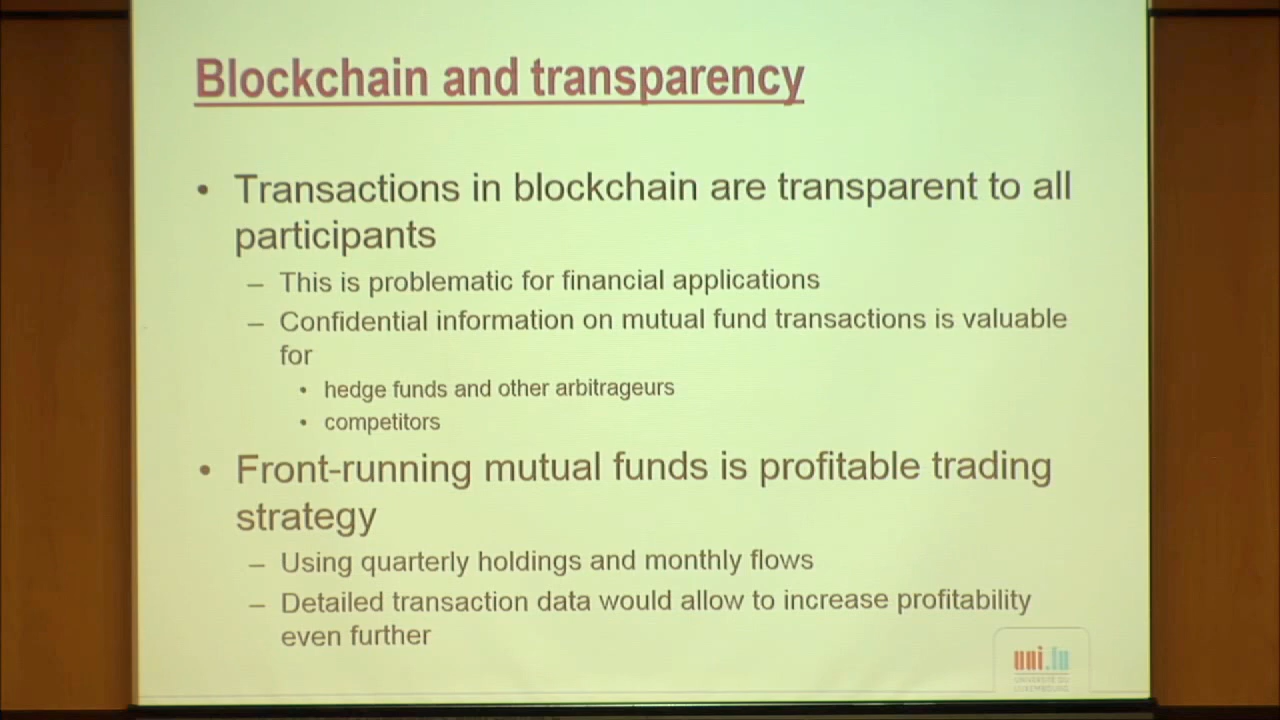 Blockchain and transparency
• Transactions in blockchain are transparent to all
participants
– This is problematic for financial applications
– Confidential information on mutual fund transactions is valuable
for
• hedge funds and other arbitrageurs
• competitors
• Front-running mutual funds is profitable trading
strategy
– Using quarterly holdings and monthly flows
– Detailed transaction data would allow to increase profitability
even further
uni.lu
UNIVERSITÉ DU
LUXEMBOURG